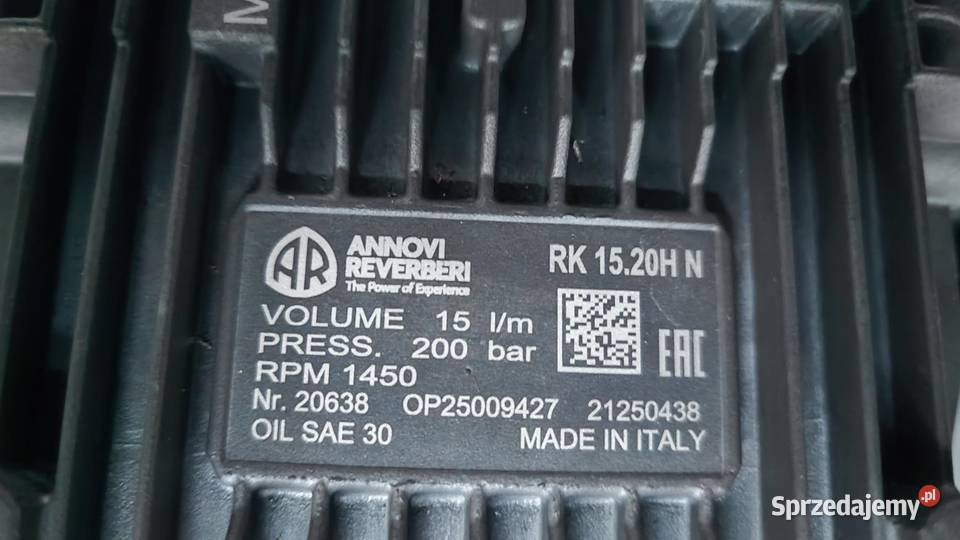 M
AR ANNOVI
REVERBERI
The Power of Experience
RK 15.20H N
VOLUME 15 l/m
PRESS. 200 bar
RPM 1450
EAC
Nr. 20638 OP25009427 21250438
OIL SAE 30 MADE IN ITALY
Sprzedajemy.pl